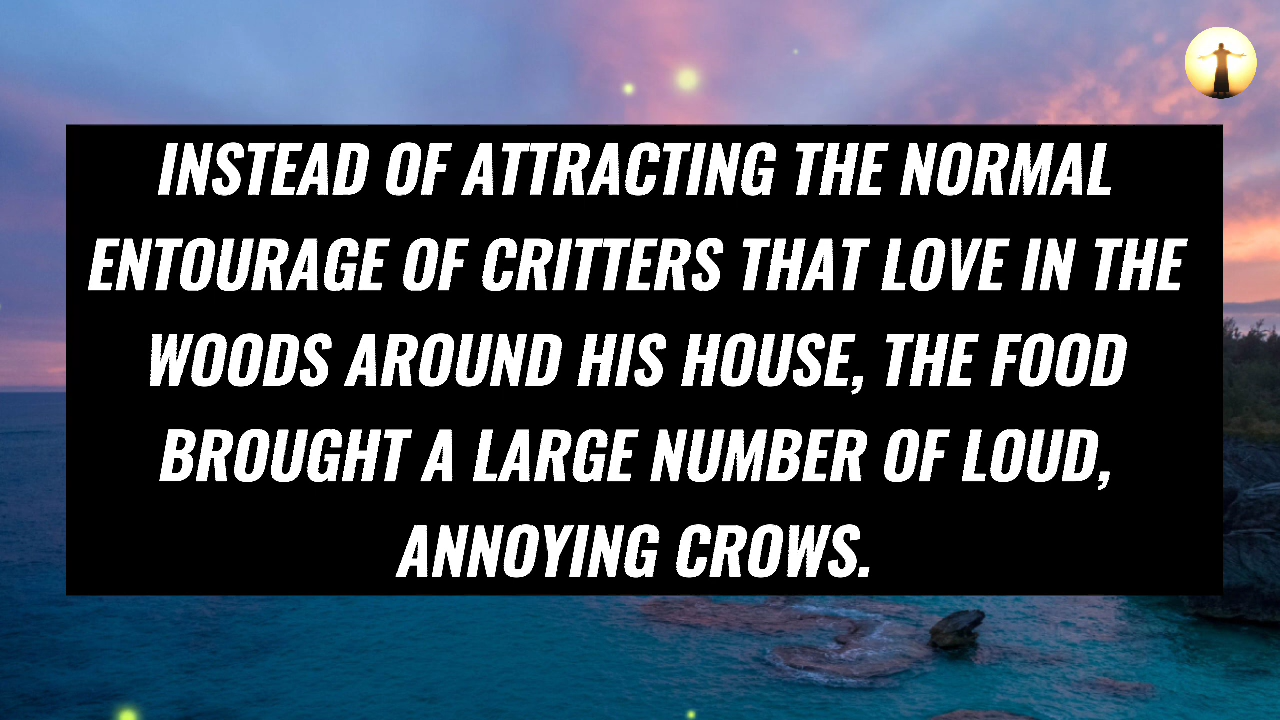 INSTEAD OF ATTRACTING THE NORMAL
ENTOURAGE OF CRITTERS THAT LOVE IN THE
WOODS AROUND HIS HOUSE, THE FOOD
BROUGHT A LARGE NUMBER OF LOUD,
ANNOYING CROWS.